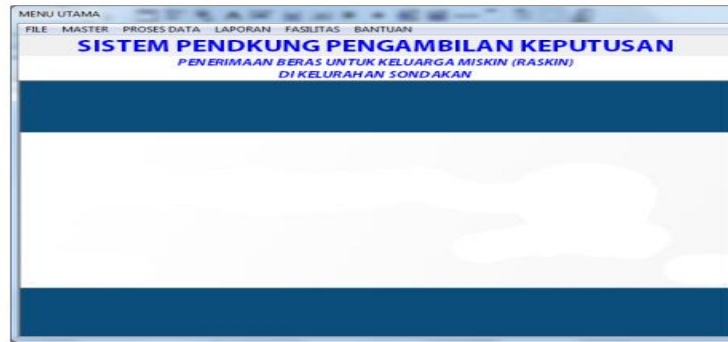 MENU UTAMA
FILE MASTER PROSES DATA LAPORAN FASILITAS BANTUAN
SISTEM PENDKUNG PENGAMBILAN KEPUTUSAN
PENERIMAAN BERAS UNTUK KELUARGA MISKIN (RASKIN)
DI KELURAHAN SONDAKAN